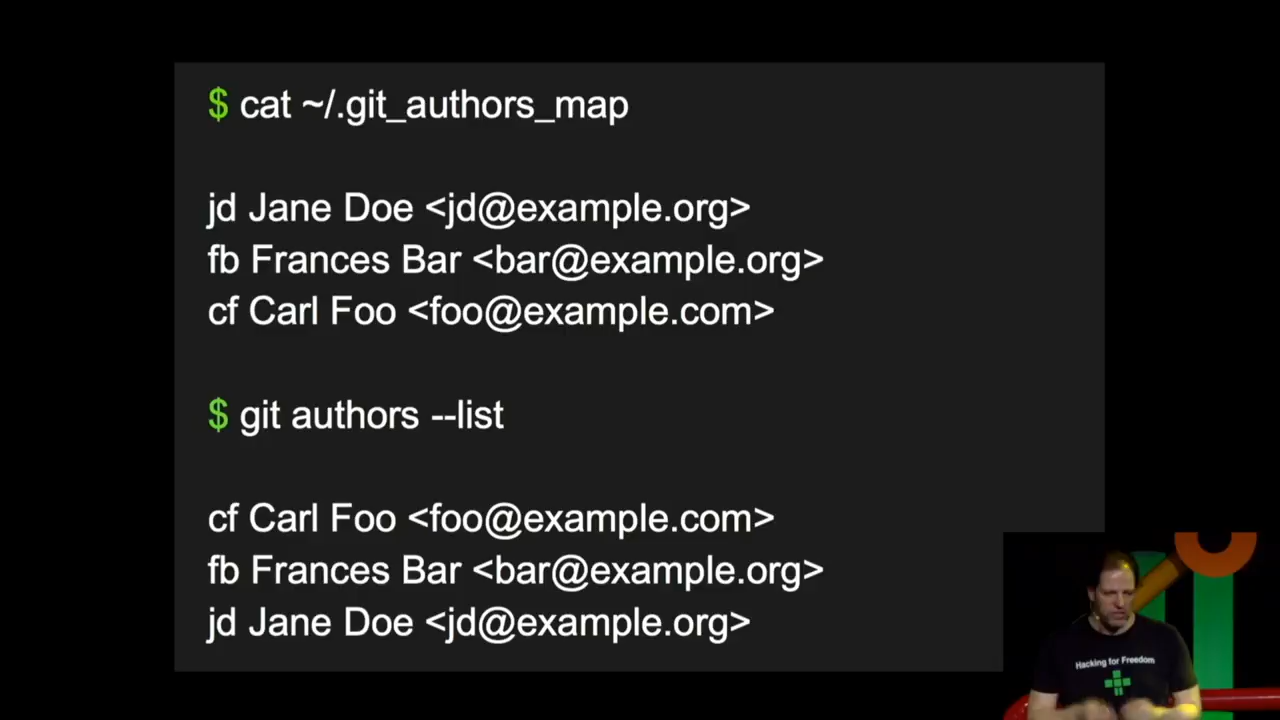 $ cat ~/.git_authors_map
jd Jane Doe <jd@example.org>
fb Frances Bar <bar@example.org>
cf Carl Foo <foo@example.com>
$ git authors --list
cf Carl Foo <foo@example.com>
fb Frances Bar <bar@example.org>
jd Jane Doe <jd@example.org>
Hacking for Freedom